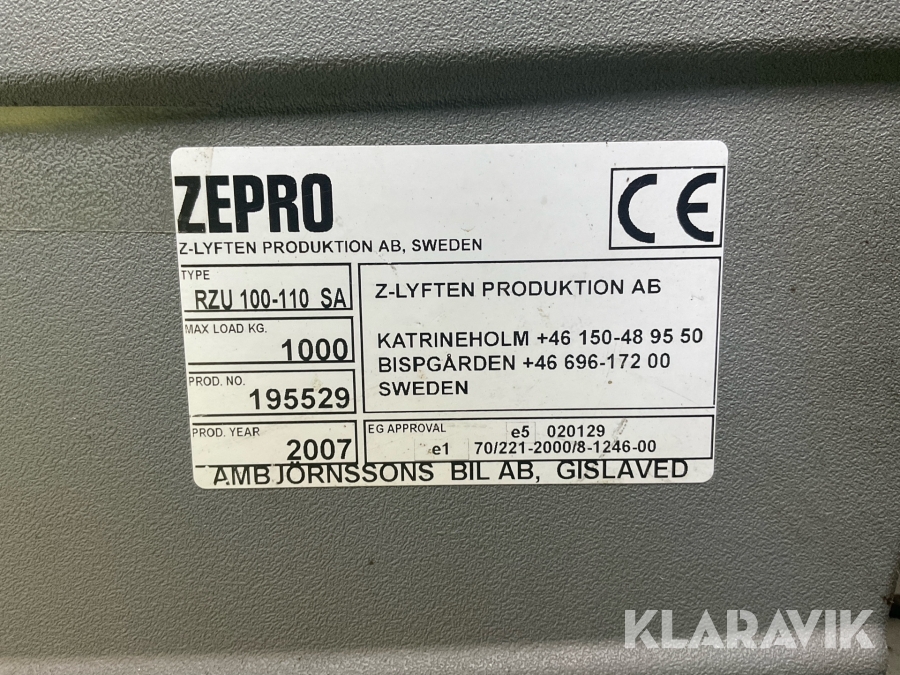 ZEPRO
CE
Z-LYFTEN PRODUKTION AB, SWEDEN
TYPE
RZU 100-110 SA
MAX LOAD KG.
1000
PROD. NO.
195529
PROD. YEAR
2007
Z-LYFTEN PRODUKTION AB
KATRINEHOLM +46 150-48 95 50
BISPGÅRDEN +46 696-172 00
SWEDEN
EG APPROVAL
e5 020129
e1 70/221-2000/8-1246-00
AMBJÖRNSSONS BIL AB, GISLAVED
KLARAVIK